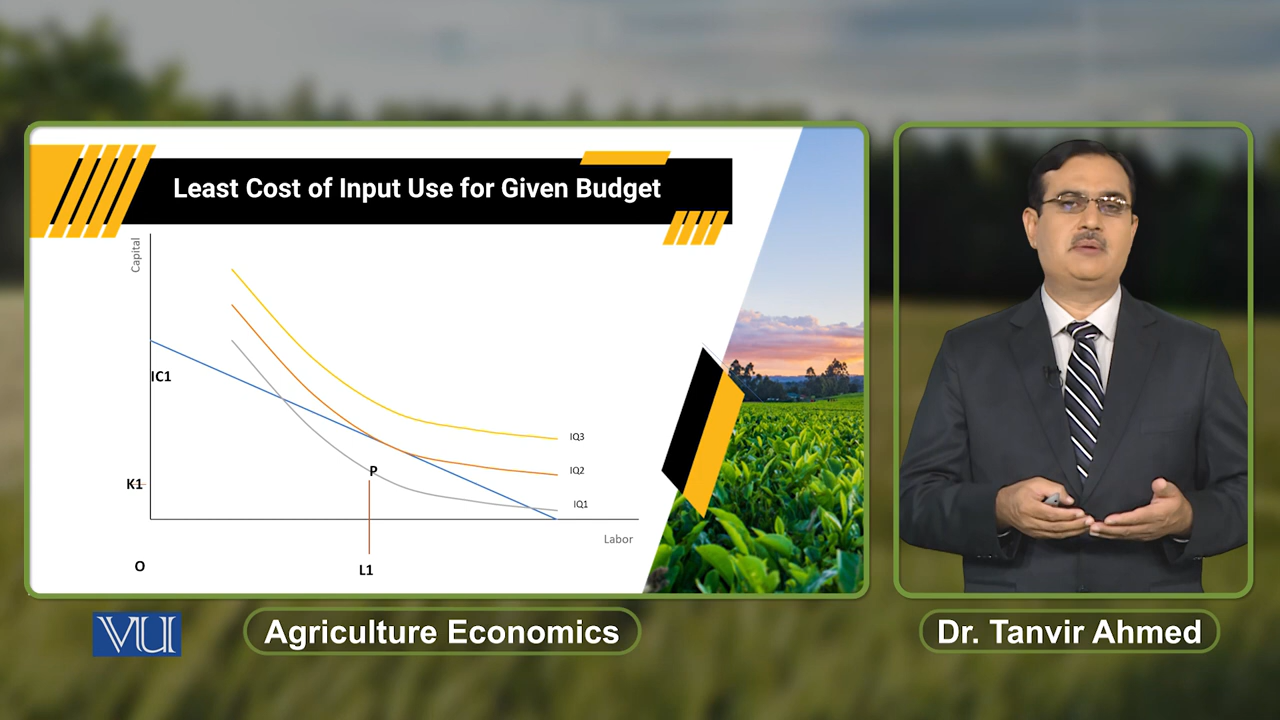 Least Cost of Input Use for Given Budget
Capital
IC1
IQ3
P
IQ2
K1
IQ1
Labor
O
L1
VU
Agriculture Economics
Dr. Tanvir Ahmed